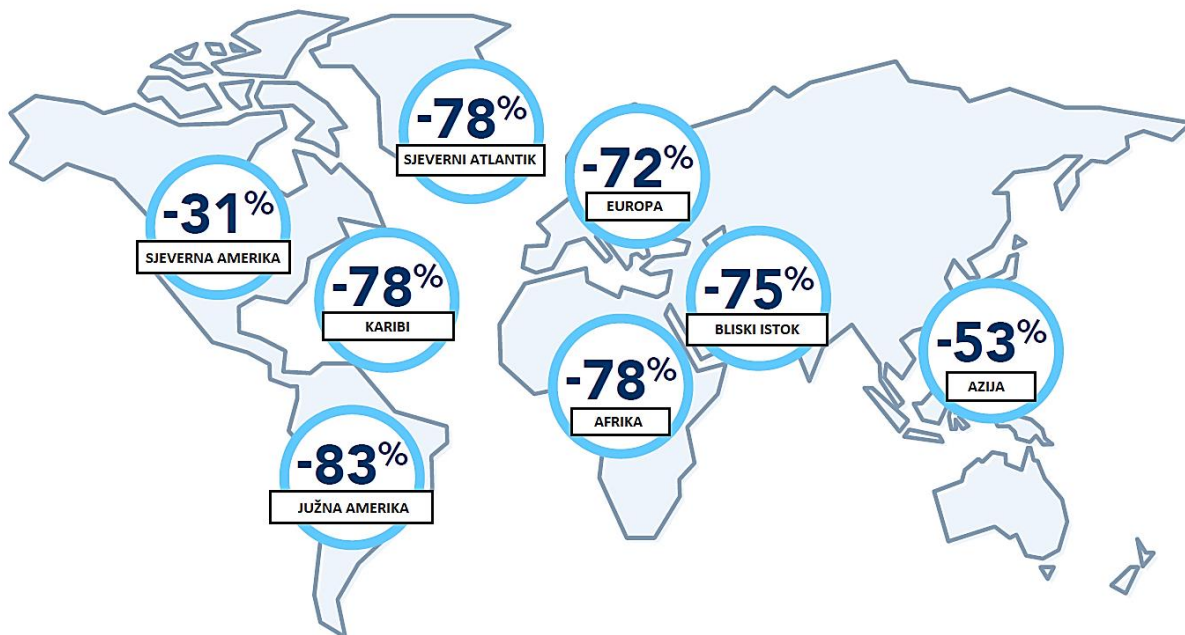 -78%
SJEVERNI ATLANTIK
-72%
EUROPA
-31%
SJEVERNA AMERIKA
-78%
KARIBI
-75%
BLISKI ISTOK
-53%
AZIJA
-78%
AFRIKA
-83%
JUŽNA AMERIKA